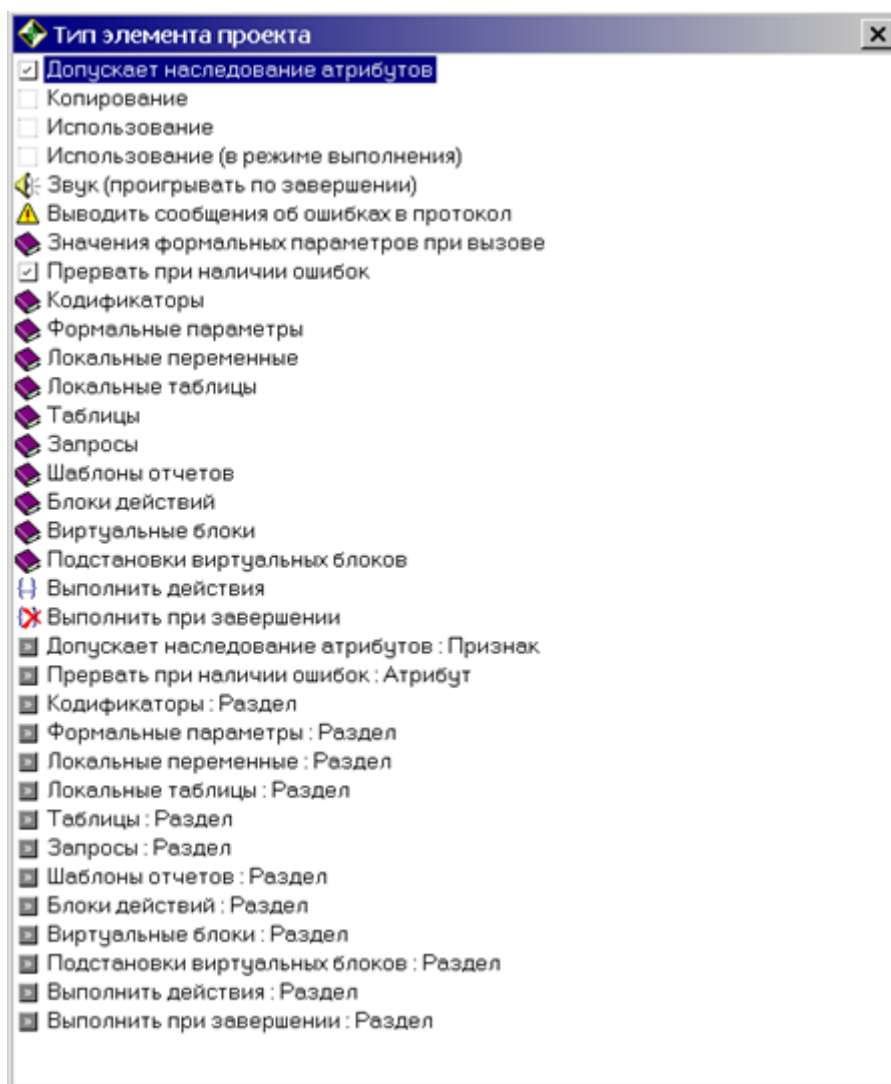 Тип элемента проекта
Допускает наследование атрибутов
Копирование
Использование
Использование (в режиме выполнения)
Звук (проигрывать по завершении)
Выводить сообщения об ошибках в протокол
Значения формальных параметров при вызове
Прервать при наличии ошибок
Кодификаторы
Формальные параметры
Локальные переменные
Локальные таблицы
Таблицы
Запросы
Шаблоны отчетов
Блоки действий
Виртуальные блоки
Подстановки виртуальных блоков
Выполнить действия
Выполнить при завершении
Допускает наследование атрибутов : Признак
Прервать при наличии ошибок : Атрибут
Кодификаторы : Раздел
Формальные параметры : Раздел
Локальные переменные : Раздел
Локальные таблицы : Раздел
Таблицы : Раздел
Запросы : Раздел
Шаблоны отчетов : Раздел
Блоки действий : Раздел
Виртуальные блоки : Раздел
Подстановки виртуальных блоков : Раздел
Выполнить действия : Раздел
Выполнить при завершении : Раздел